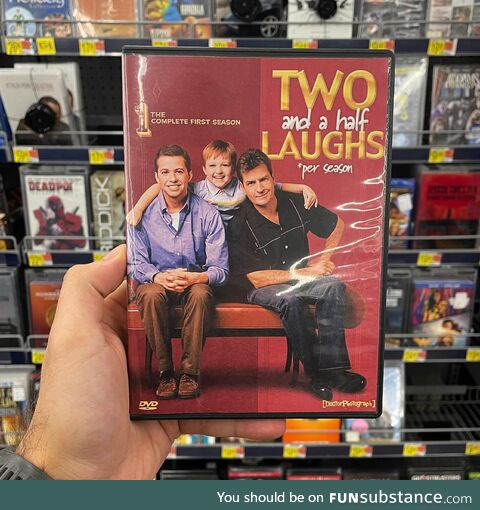 TWO
and a half
LAUGHS
*per season
1 THE
COMPLETE FIRST SEASON
DEADPOOL
DVD
[DoctorPhotograph]
You should be on FUNsubstance.com